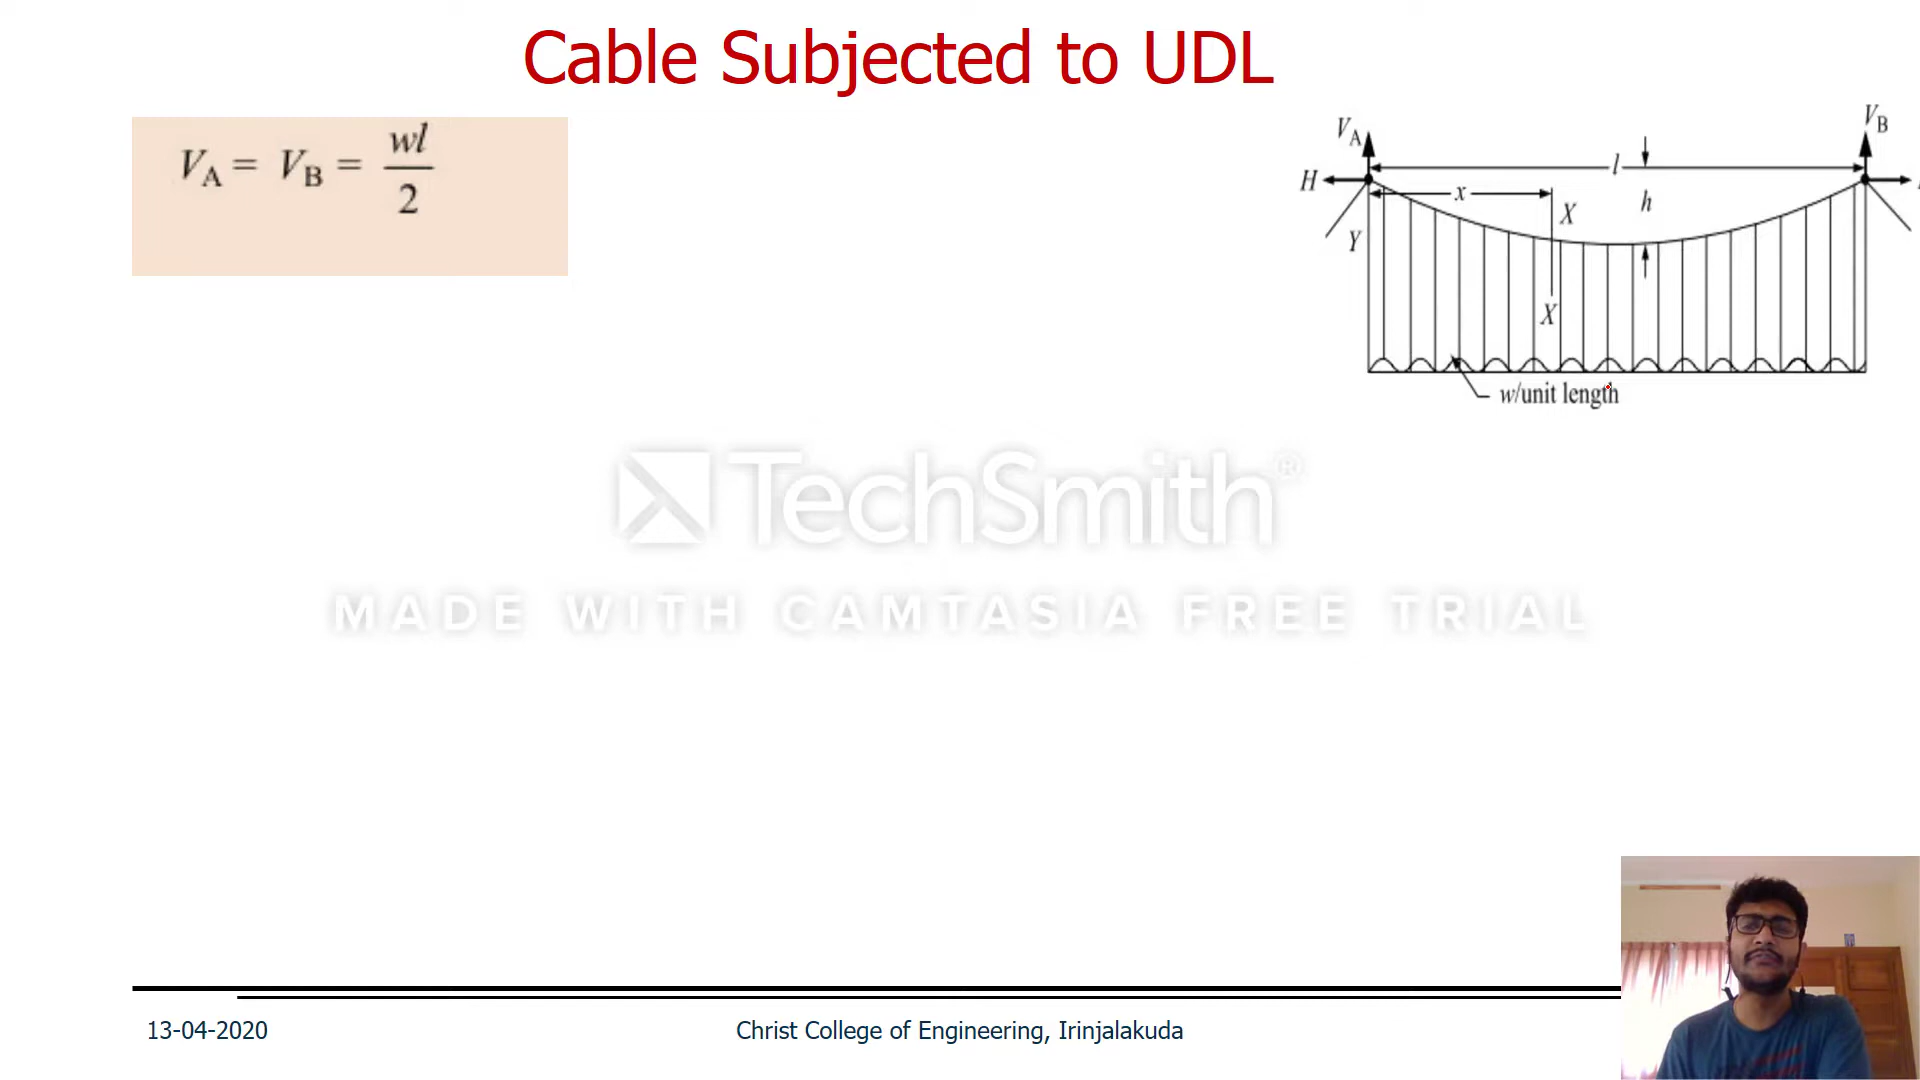 Cable Subjected to UDL
V_A = V_B = wl/2
V_A
V_B
l
H
x
h
X
Y
X
w/unit length
TechSmith®
MADE WITH CAMTASIA FREE TRIAL
13-04-2020
Christ College of Engineering, Irinjalakuda